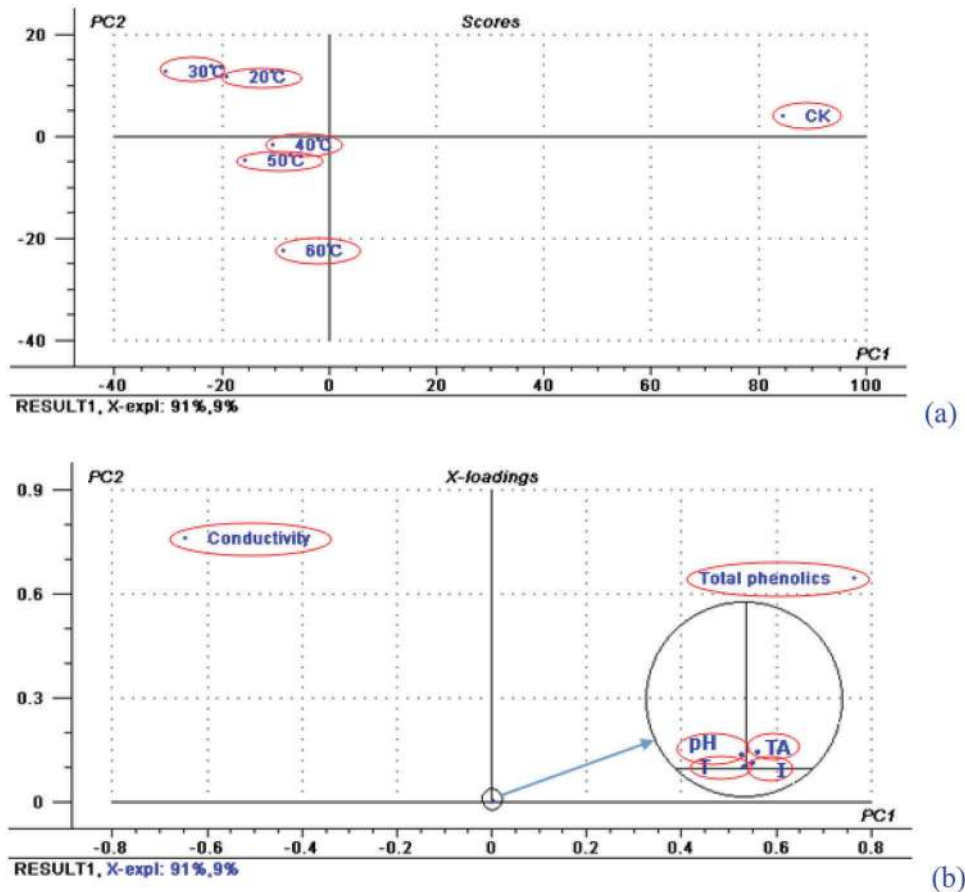 PC2
Scores
20
0
-20
-40
30℃
20℃
40℃
50℃
60℃
CK
PC1
-40 -20 0 20 40 60 80 100
RESULT1, X-expl: 91%,9%
(a)
PC2
X-loadings
0.9
0.6
0.3
0
Conductivity
Total phenolics
pH
TA
T
I
PC1
-0.8 -0.6 -0.4 -0.2 0 0.2 0.4 0.6 0.8
RESULT1, X-expl: 91%,9%
(b)